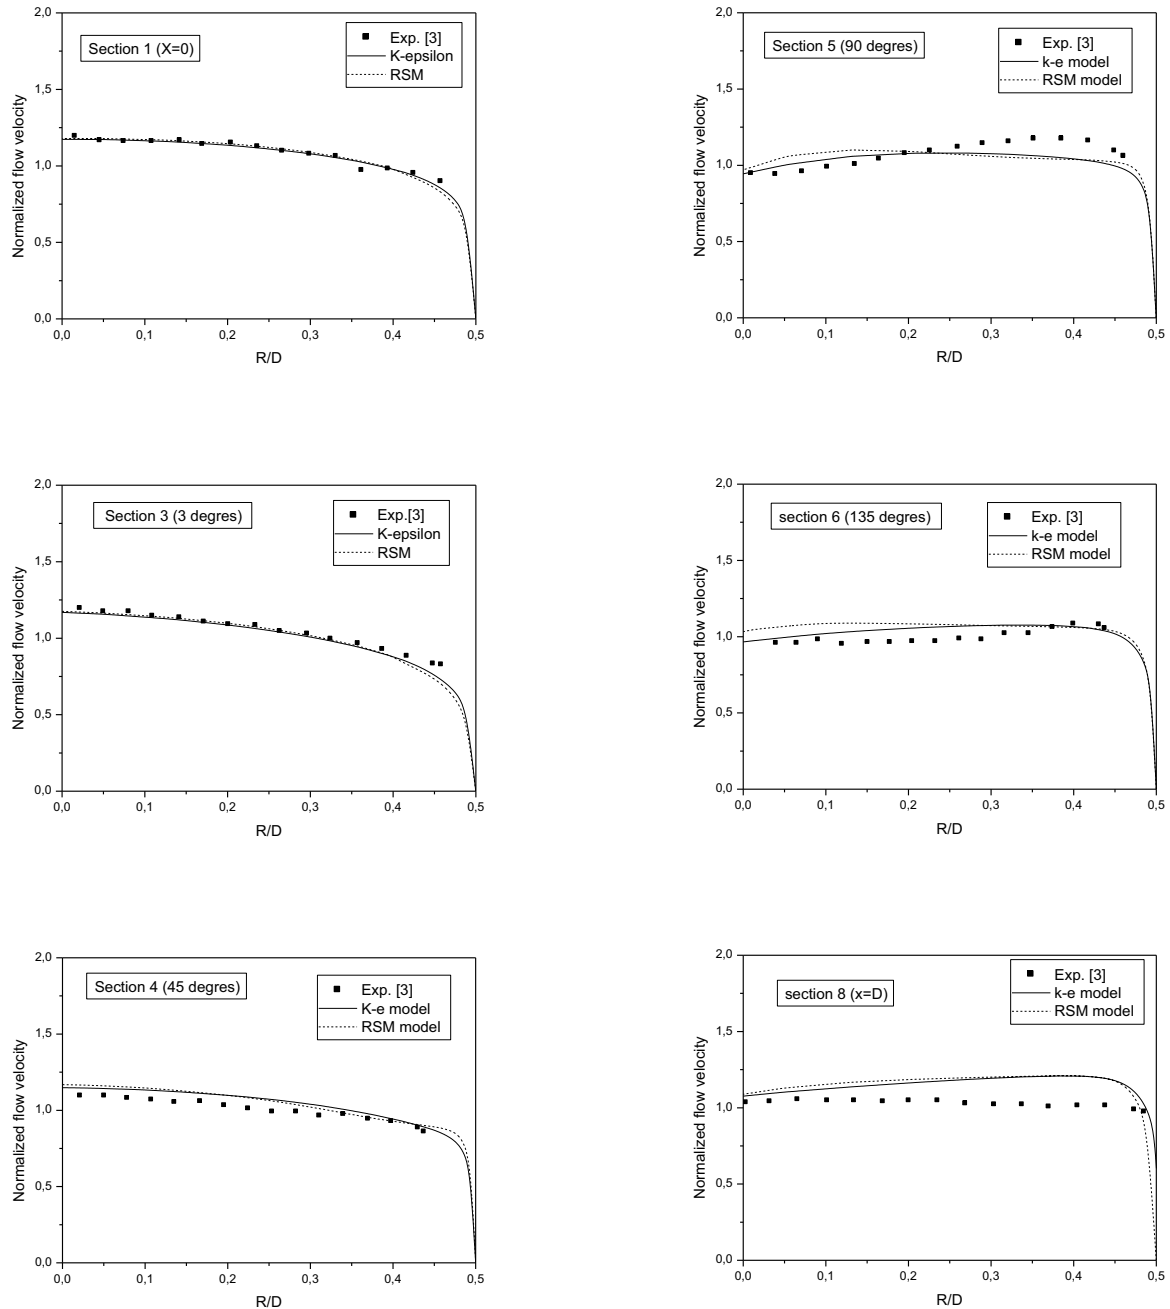 Section 1 (X=0)
Exp. [3]
K-epsilon
RSM
Normalized flow velocity
2,0
1,5
1,0
0,5
0,0
0,0 0,1 0,2 0,3 0,4 0,5
R/D
Section 5 (90 degres)
Exp. [3]
k-e model
RSM model
Normalized flow velocity
2,0
1,5
1,0
0,5
0,0
0,0 0,1 0,2 0,3 0,4 0,5
R/D
Section 3 (3 degres)
Exp.[3]
K-epsilon
RSM
Normalized flow velocity
2,0
1,5
1,0
0,5
0,0
0,0 0,1 0,2 0,3 0,4 0,5
R/D
section 6 (135 degres)
Exp. [3]
k-e model
RSM model
Normalized flow velocity
2,0
1,5
1,0
0,5
0,0
0,0 0,1 0,2 0,3 0,4 0,5
R/D
Section 4 (45 degres)
Exp. [3]
K-e model
RSM model
Normalized flow velocity
2,0
1,5
1,0
0,5
0,0
0,0 0,1 0,2 0,3 0,4 0,5
R/D
section 8 (x=D)
Exp. [3]
k-e model
RSM model
Normalized flow velocity
2,0
1,5
1,0
0,5
0,0
0,0 0,1 0,2 0,3 0,4 0,5
R/D